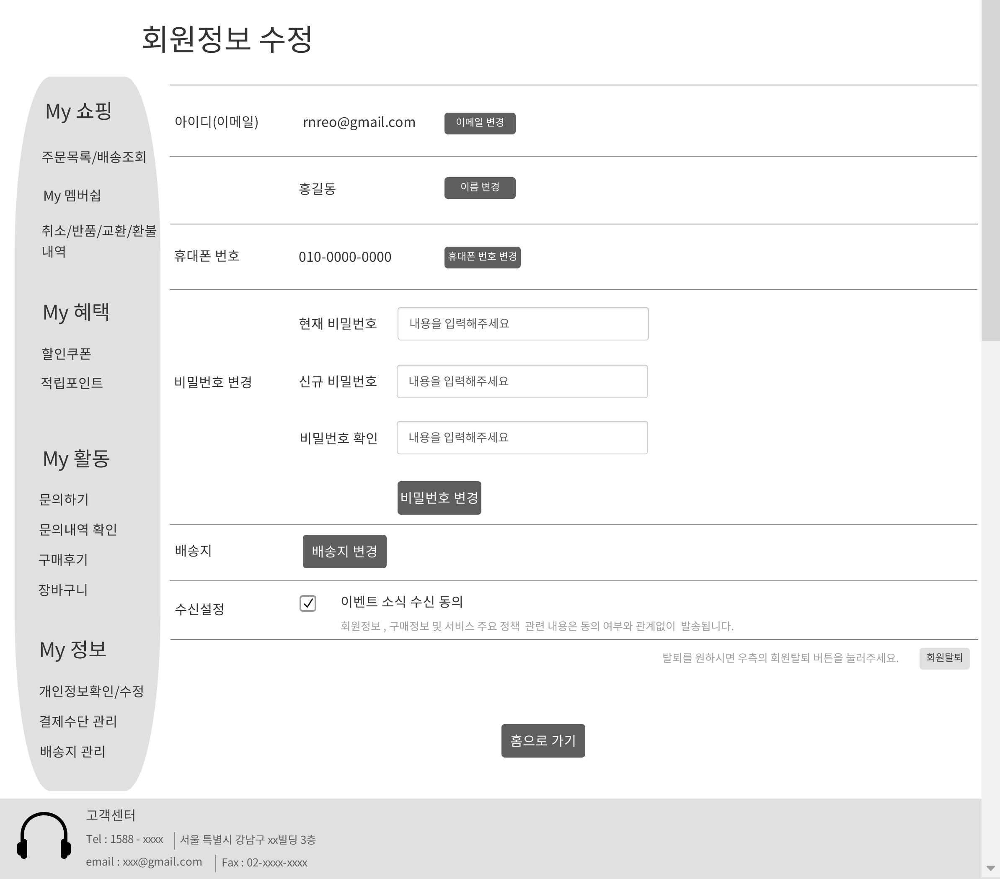 회원정보 수정
My 쇼핑
주문목록/배송조회
My 멤버쉽
취소/반품/교환/환불
내역
My 혜택
할인쿠폰
적립포인트
My 활동
문의하기
문의내역 확인
구매후기
장바구니
My 정보
개인정보확인/수정
결제수단 관리
배송지 관리
아이디(이메일) rnreo@gmail.com 이메일 변경
홍길동 이름 변경
휴대폰 번호 010-0000-0000 휴대폰 번호 변경
현재 비밀번호 내용을 입력해주세요
비밀번호 변경 신규 비밀번호 내용을 입력해주세요
비밀번호 확인 내용을 입력해주세요
비밀번호 변경
배송지 배송지 변경
수신설정 이벤트 소식 수신 동의
회원정보 , 구매정보 및 서비스 주요 정책 관련 내용은 동의 여부와 관계없이 발송됩니다.
탈퇴를 원하시면 우측의 회원탈퇴 버튼을 눌러주세요. 회원탈퇴
홈으로 가기
고객센터
Tel : 1588 - xxxx 서울 특별시 강남구 xx빌딩 3층
email : xxx@gmail.com Fax : 02-xxxx-xxxx